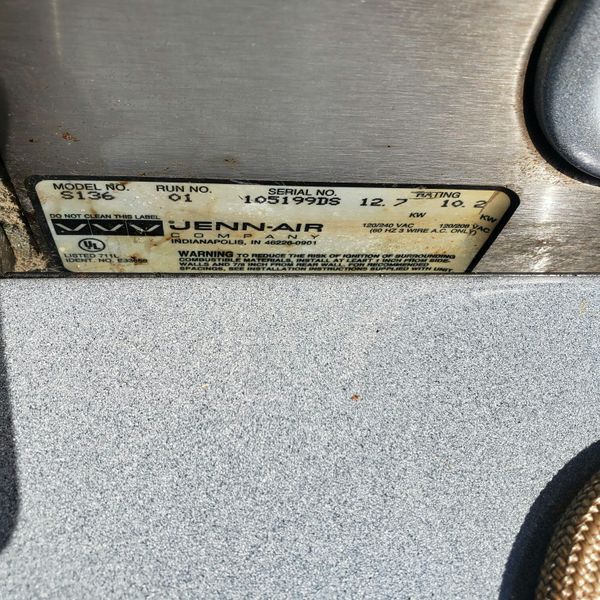 MODEL NO. RUN NO. SERIAL NO. RATING
S136 01 105199DS 12.7 KW 10.2 KW
DO NOT CLEAN THIS LABEL
JENN-AIR
COMPANY
INDIANAPOLIS, IN 46226-0901
120/240 VAC 120/208 VAC
(60 HZ 3 WIRE A.C. ONLY)
UL
LISTED 711L
IDENT. NO.
WARNING TO REDUCE THE RISK OF IGNITION OF SURROUNDING
COMBUSTIBLE MATERIALS, INSTALL AT LEAST 1 INCH FROM SIDE-
WALLS AND 7/8 INCH FROM REAR WALL. FOR RECOMMENDED
SPACINGS, SEE INSTALLATION INSTRUCTIONS SUPPLIED WITH UNIT.